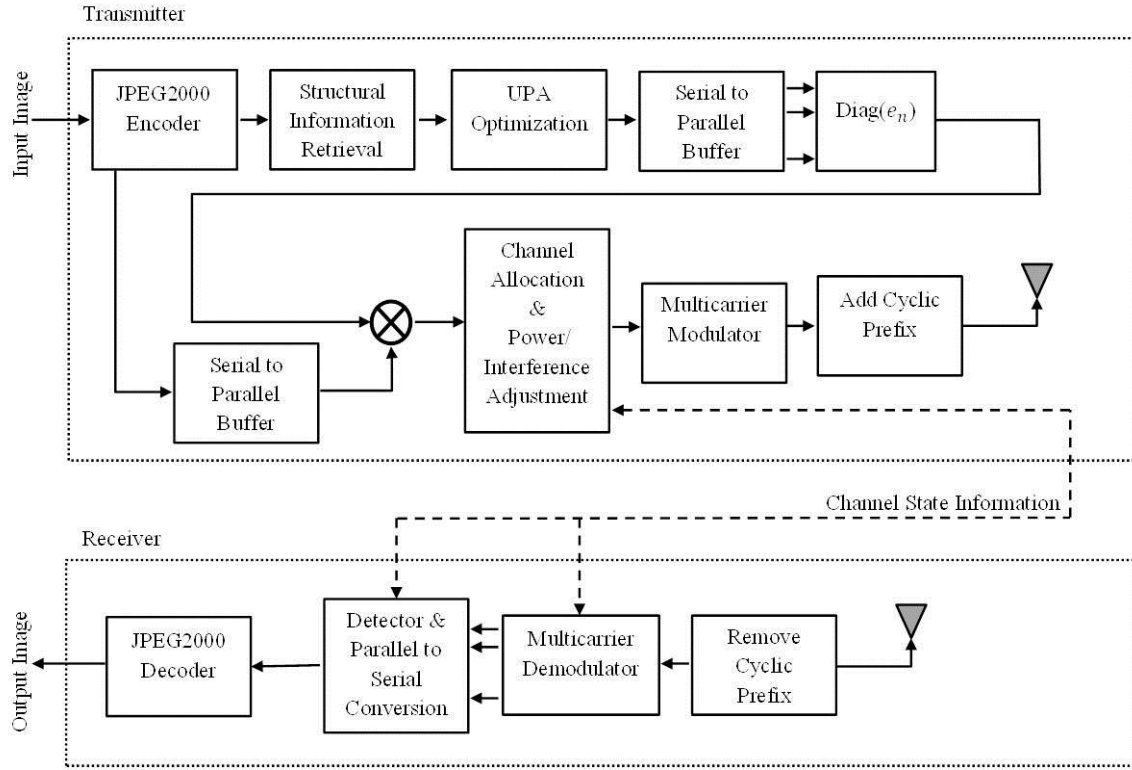 Transmitter
Input Image
JPEG2000
Encoder
Structural
Information
Retrieval
UPA
Optimization
Serial to
Parallel
Buffer
Diag(eₙ)
Serial to
Parallel
Buffer
Channel
Allocation
&
Power/
Interference
Adjustment
Multicarrier
Modulator
Add Cyclic
Prefix
Channel State Information
Receiver
Output Image
JPEG2000
Decoder
Detector &
Parallel to
Serial
Conversion
Multicarrier
Demodulator
Remove
Cyclic
Prefix